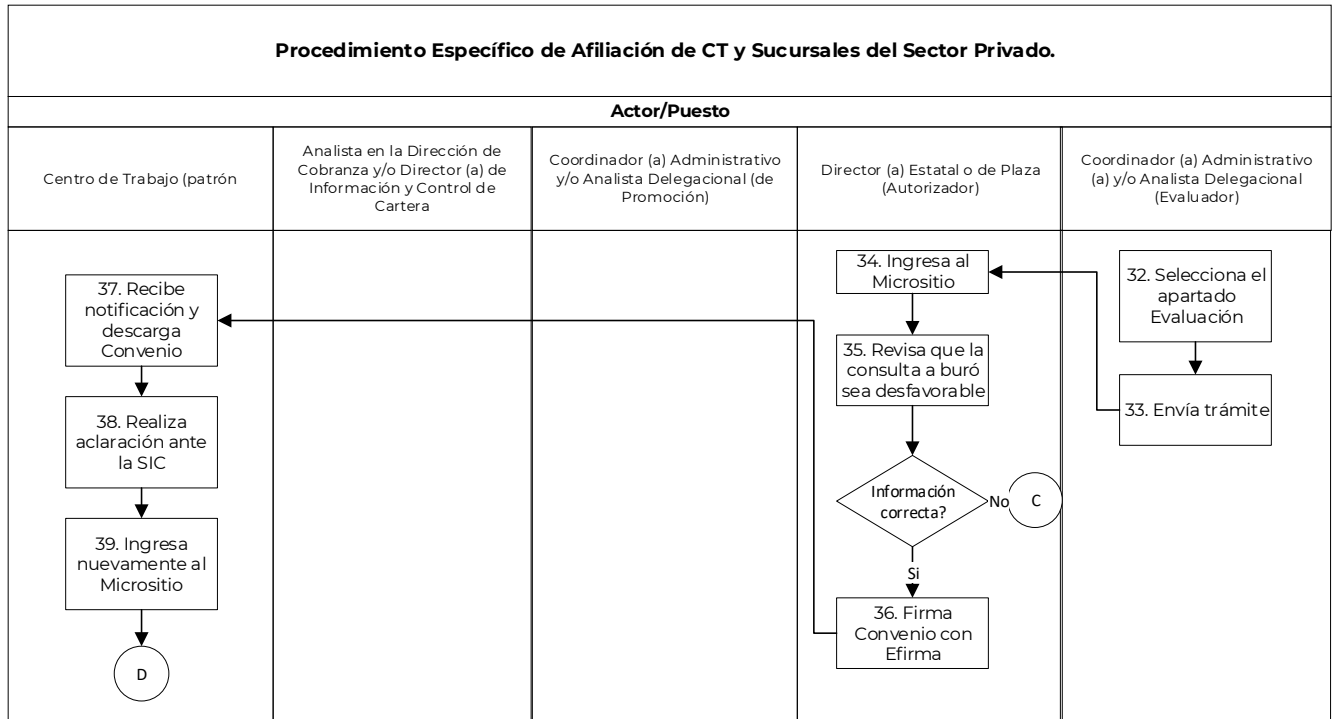 Procedimiento Específico de Afiliación de CT y Sucursales del Sector Privado.
Actor/Puesto
Centro de Trabajo (patrón
Analista en la Dirección de
Cobranza y/o Director (a) de
Información y Control de
Cartera
Coordinador (a) Administrativo
y/o Analista Delegacional (de
Promoción)
Director (a) Estatal o de Plaza
(Autorizador)
Coordinador (a) Administrativo
(a) y/o Analista Delegacional
(Evaluador)
32. Selecciona el
apartado
Evaluación
33. Envía trámite
34. Ingresa al
Micrositio
35. Revisa que la
consulta a buró
sea desfavorable
Información
correcta?
No
C
Si
36. Firma
Convenio con
Efirma
37. Recibe
notificación y
descarga
Convenio
38. Realiza
aclaración ante
la SIC
39. Ingresa
nuevamente al
Micrositio
D